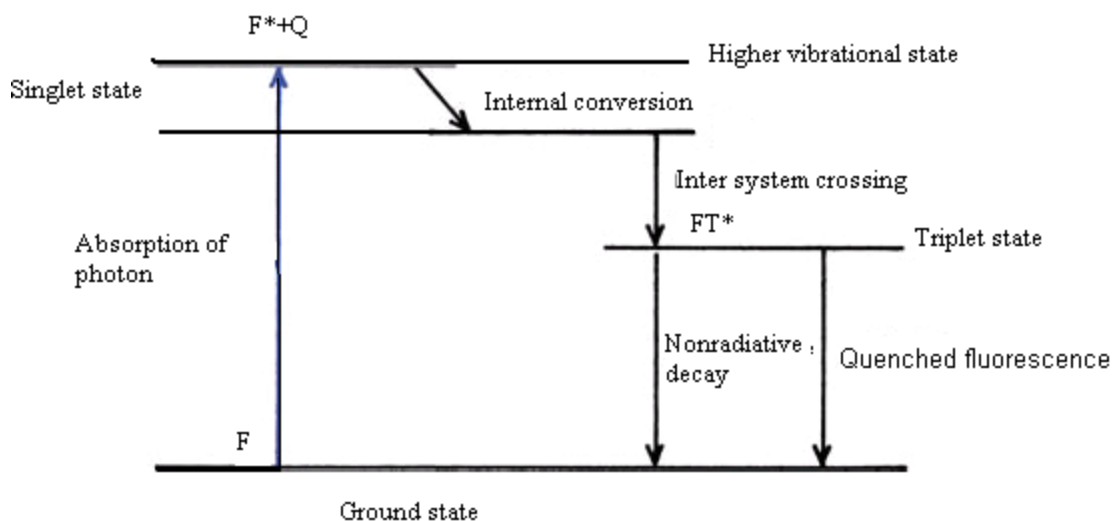 F*+Q
Higher vibrational state
Singlet state
Internal conversion
Inter system crossing
FT*
Triplet state
Absorption of
photon
Nonradiative
decay
Quenched fluorescence
F
Ground state